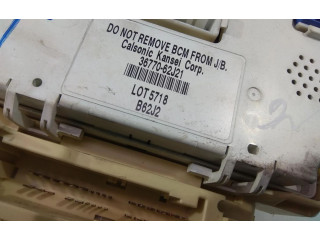 DO NOT REMOVE BCM FROM J/B.
Calsonic Kansei Corp.
36770-62J21
LOT 5718
B62J2